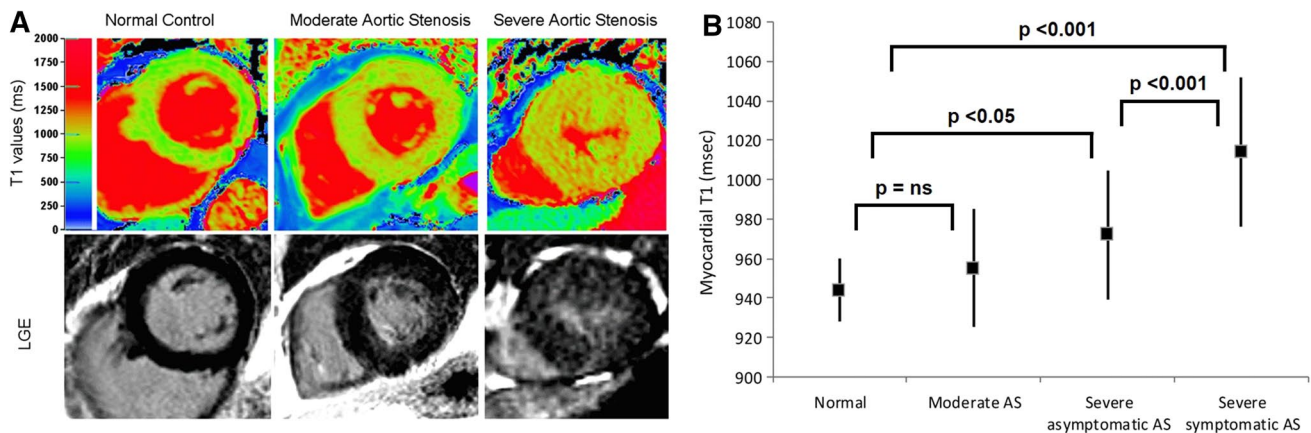 A
Normal Control
Moderate Aortic Stenosis
Severe Aortic Stenosis
T1 values (ms)
2000
1750
1500
1250
1000
750
500
250
0
LGE
B
Myocardial T1 (msec)
1080
1060
1040
1020
1000
980
960
940
920
900
p <0.001
p <0.001
p <0.05
p = ns
Normal
Moderate AS
Severe
asymptomatic AS
Severe
symptomatic AS